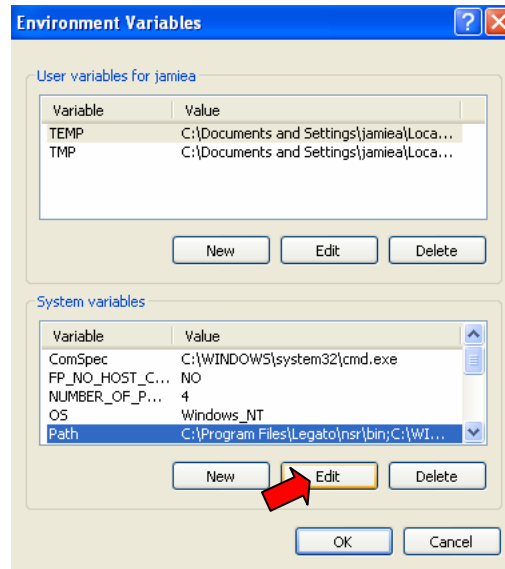 Environment Variables
User variables for jamiea
Variable Value
TEMP C:\Documents and Settings\jamiea\Loca...
TMP C:\Documents and Settings\jamiea\Loca...
New Edit Delete
System variables
Variable Value
ComSpec C:\WINDOWS\system32\cmd.exe
FP_NO_HOST_C... NO
NUMBER_OF_P... 4
OS Windows_NT
Path C:\Program Files\Legato\nsr\bin;C:\WI...
New Edit Delete
OK Cancel